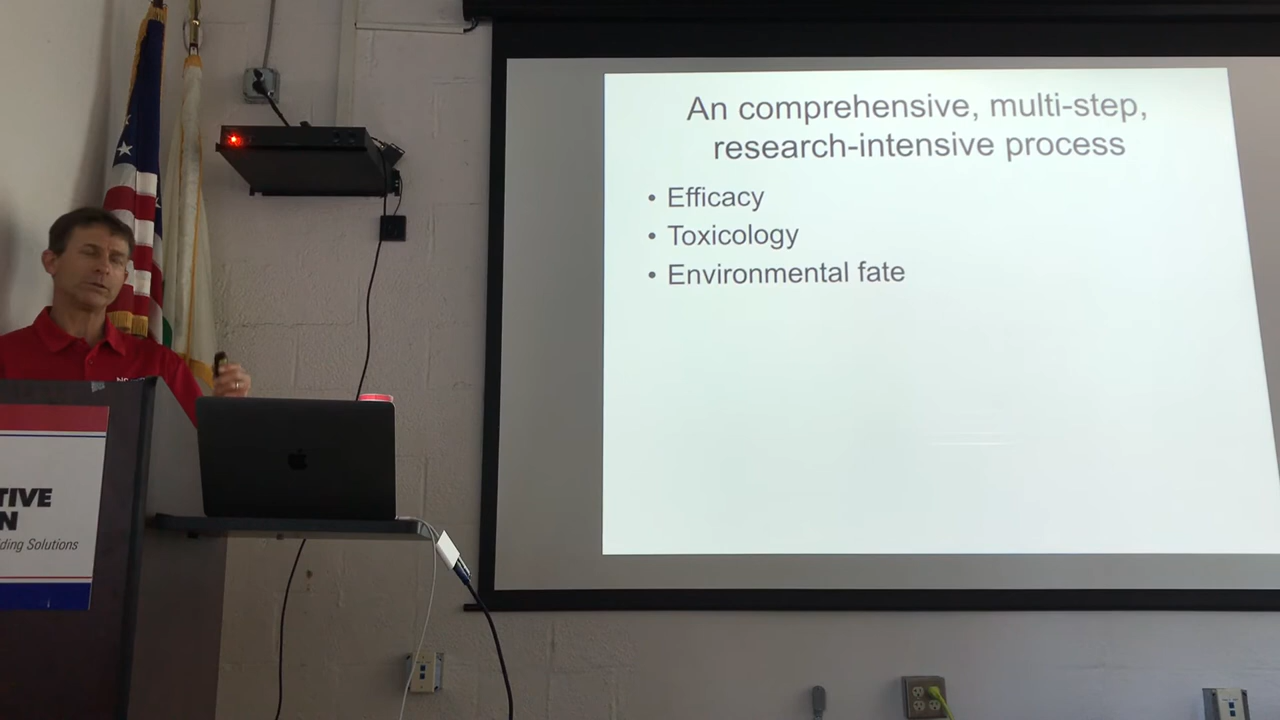 An comprehensive, multi-step,
research-intensive process
• Efficacy
• Toxicology
• Environmental fate
TIVE
N
ding Solutions